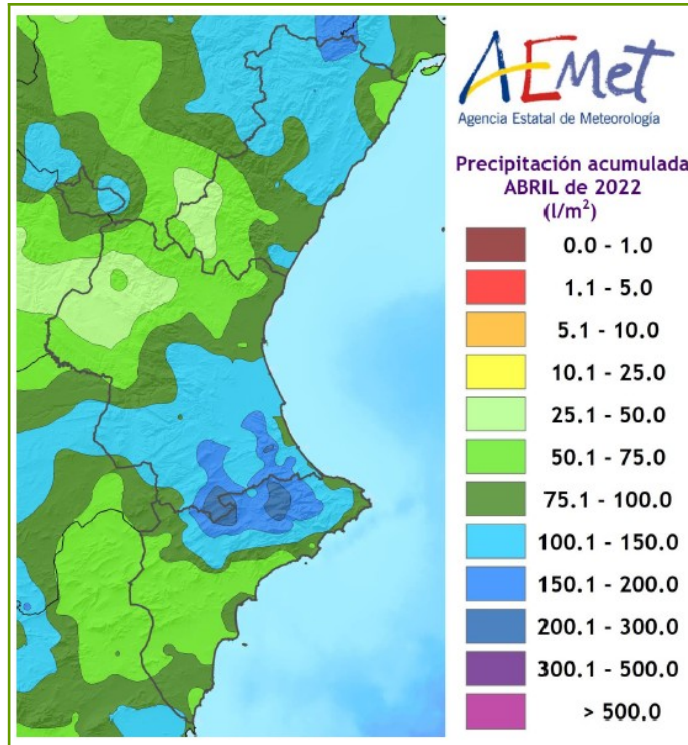 AEMet
Agencia Estatal de Meteorología
Precipitación acumulada
ABRIL de 2022
(l/m²)
0.0 - 1.0
1.1 - 5.0
5.1 - 10.0
10.1 - 25.0
25.1 - 50.0
50.1 - 75.0
75.1 - 100.0
100.1 - 150.0
150.1 - 200.0
200.1 - 300.0
300.1 - 500.0
> 500.0